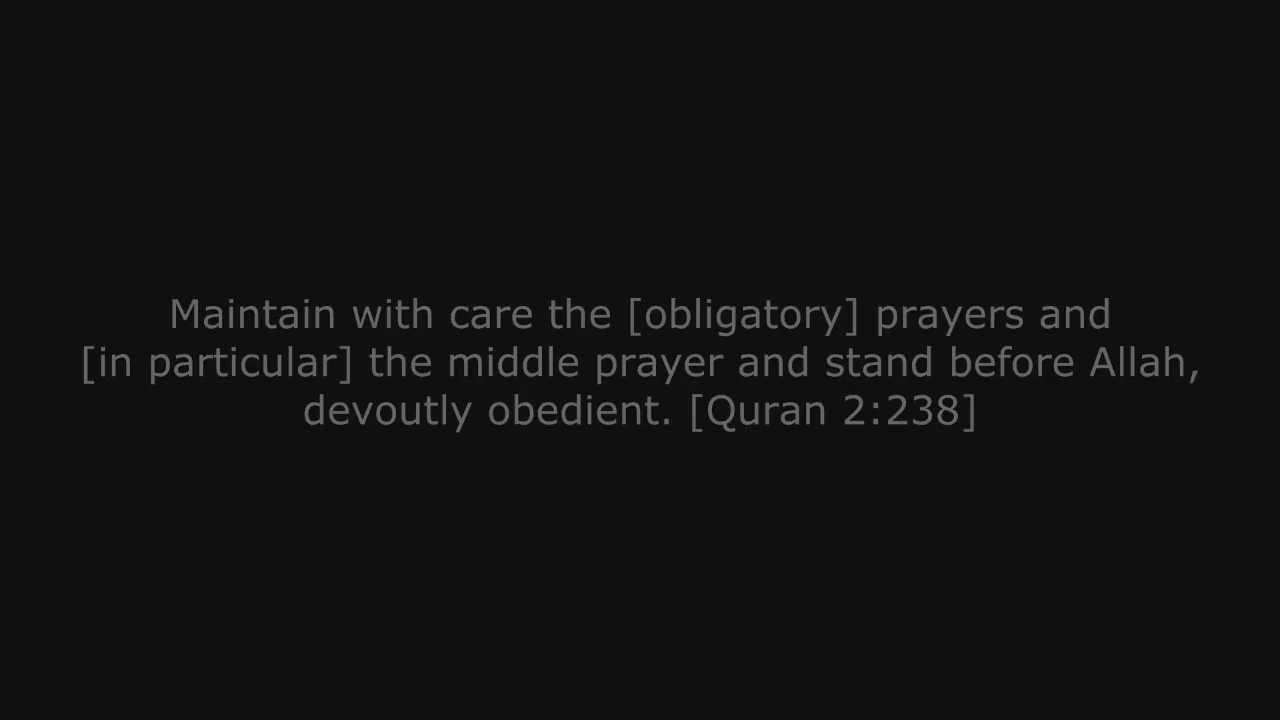 Maintain with care the [obligatory] prayers and
[in particular] the middle prayer and stand before Allah,
devoutly obedient. [Quran 2:238]